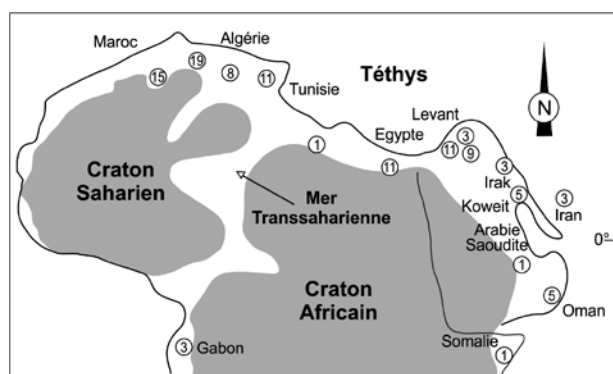 Maroc
Algérie
19
15
8
11
Tunisie
Téthys
N
Levant
Egypte
1
3
11
9
11
3
Craton
Saharien
Mer
Transsaharienne
Irak
5
Koweit
3
Iran
Arabie
Saoudite
0°
1
Craton
Africain
5
Oman
Somalie
3
Gabon
1